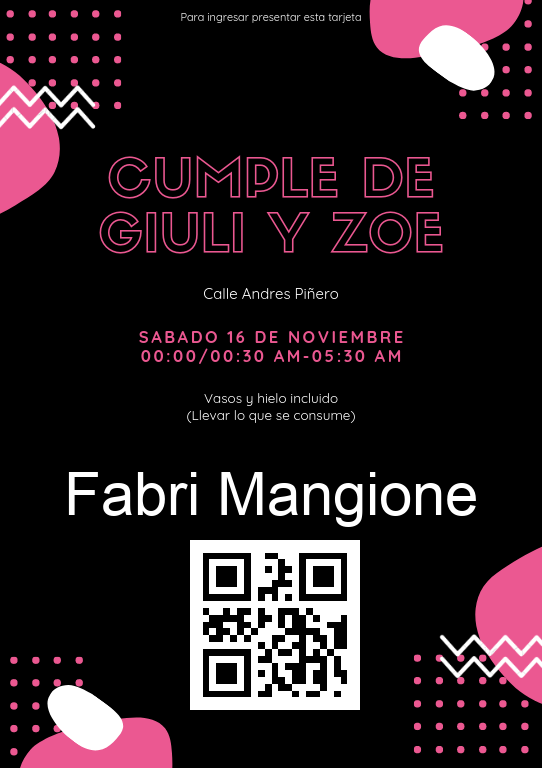 Para ingresar presentar esta tarjeta
CUMPLE DE
GIULI Y ZOE
Calle Andres Piñero
SABADO 16 DE NOVIEMBRE
00:00/00:30 AM-05:30 AM
Vasos y hielo incluido
(Llevar lo que se consume)
Fabri Mangione